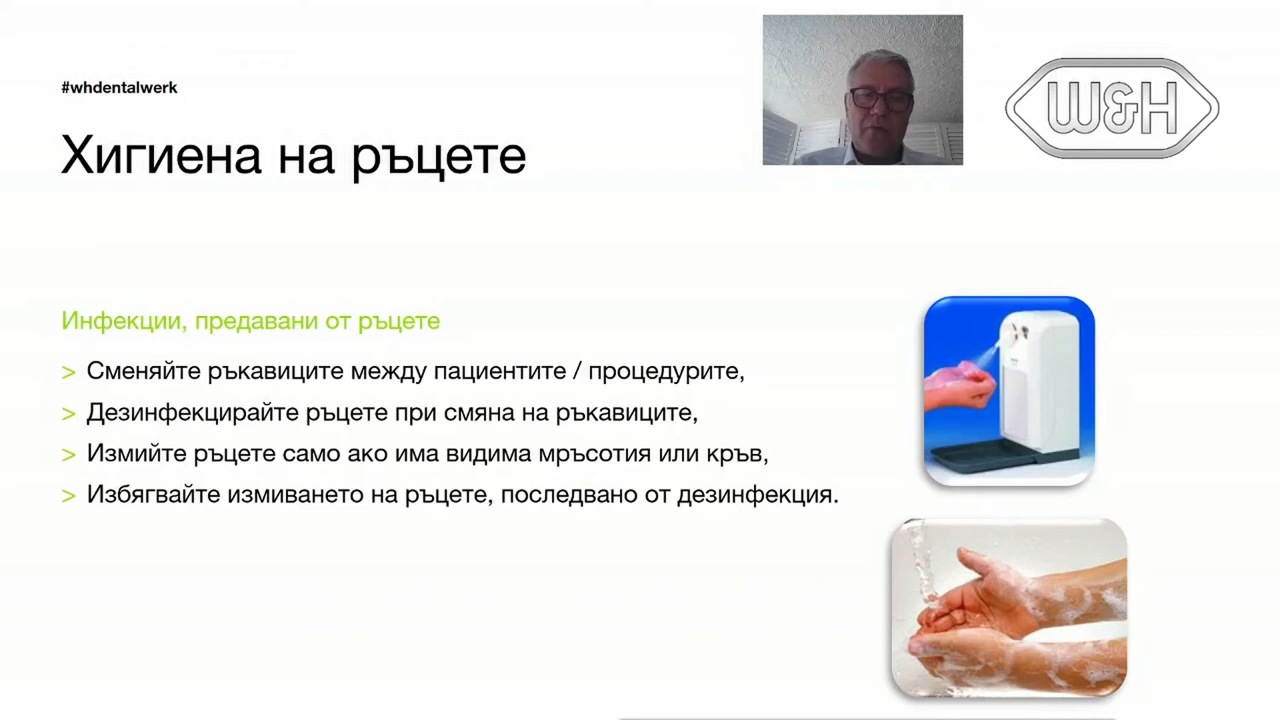 #whdentalwerk
W&H
Хигиена на ръцете
Инфекции, предавани от ръцете
> Сменяйте ръкавиците между пациентите / процедурите,
> Дезинфекцирайте ръцете при смяна на ръкавиците,
> Измийте ръцете само ако има видима мръсотия или кръв,
> Избягвайте измиването на ръцете, последвано от дезинфекция.